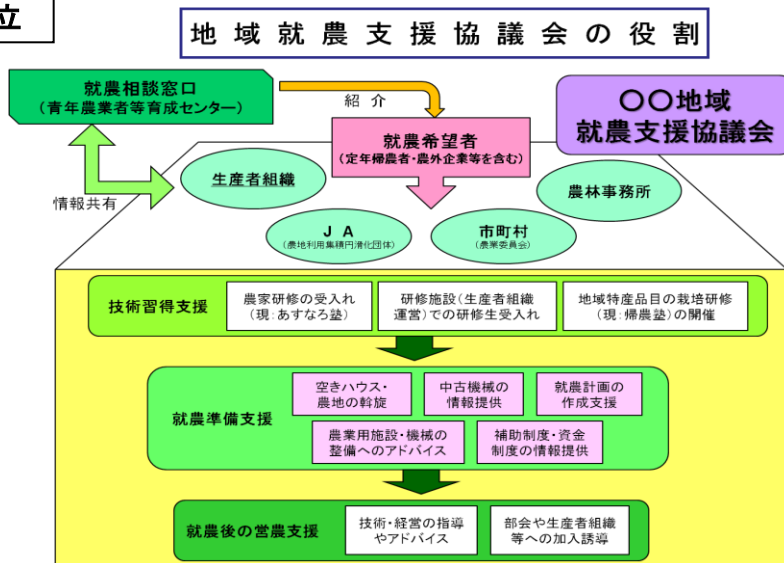 立
地域就農支援協議会の役割
就農相談窓口
(青年農業者等育成センター)
紹介
〇〇地域
就農支援協議会
就農希望者
(定年帰農者・農外企業等を含む)
情報共有
生産者組織
農林事務所
JA
(農地利用集積円滑化団体)
市町村
(農業委員会)
技術習得支援
農家研修の受入れ
(現:あすなろ塾)
研修施設(生産者組織
運営)での研修生受入れ
地域特産品目の栽培研修
(現:帰農塾)の開催
就農準備支援
空きハウス・
農地の斡旋
中古機械の
情報提供
就農計画の
作成支援
農業用施設・機械の
整備へのアドバイス
補助制度・資金
制度の情報提供
就農後の営農支援
技術・経営の指導
やアドバイス
部会や生産者組織
等への加入誘導